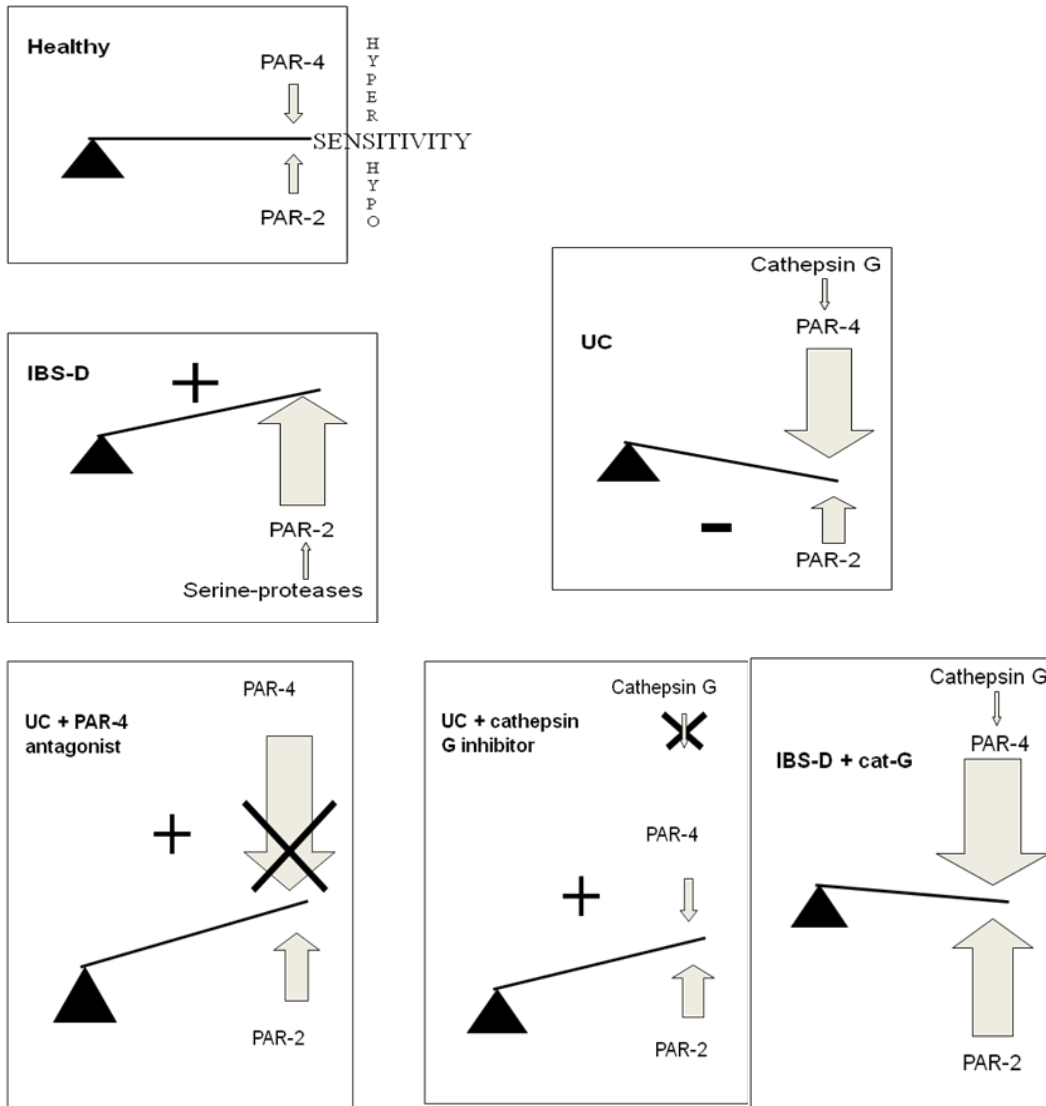 Healthy
PAR-4
HYPER
SENSITIVITY
HYPO
PAR-2
IBS-D
+
PAR-2
Serine-proteases
Cathepsin G
PAR-4
UC
-
PAR-2
PAR-4
UC + PAR-4
antagonist
+
PAR-2
Cathepsin G
UC + cathepsin
G inhibitor
PAR-4
+
PAR-2
Cathepsin G
PAR-4
IBS-D + cat-G
PAR-2